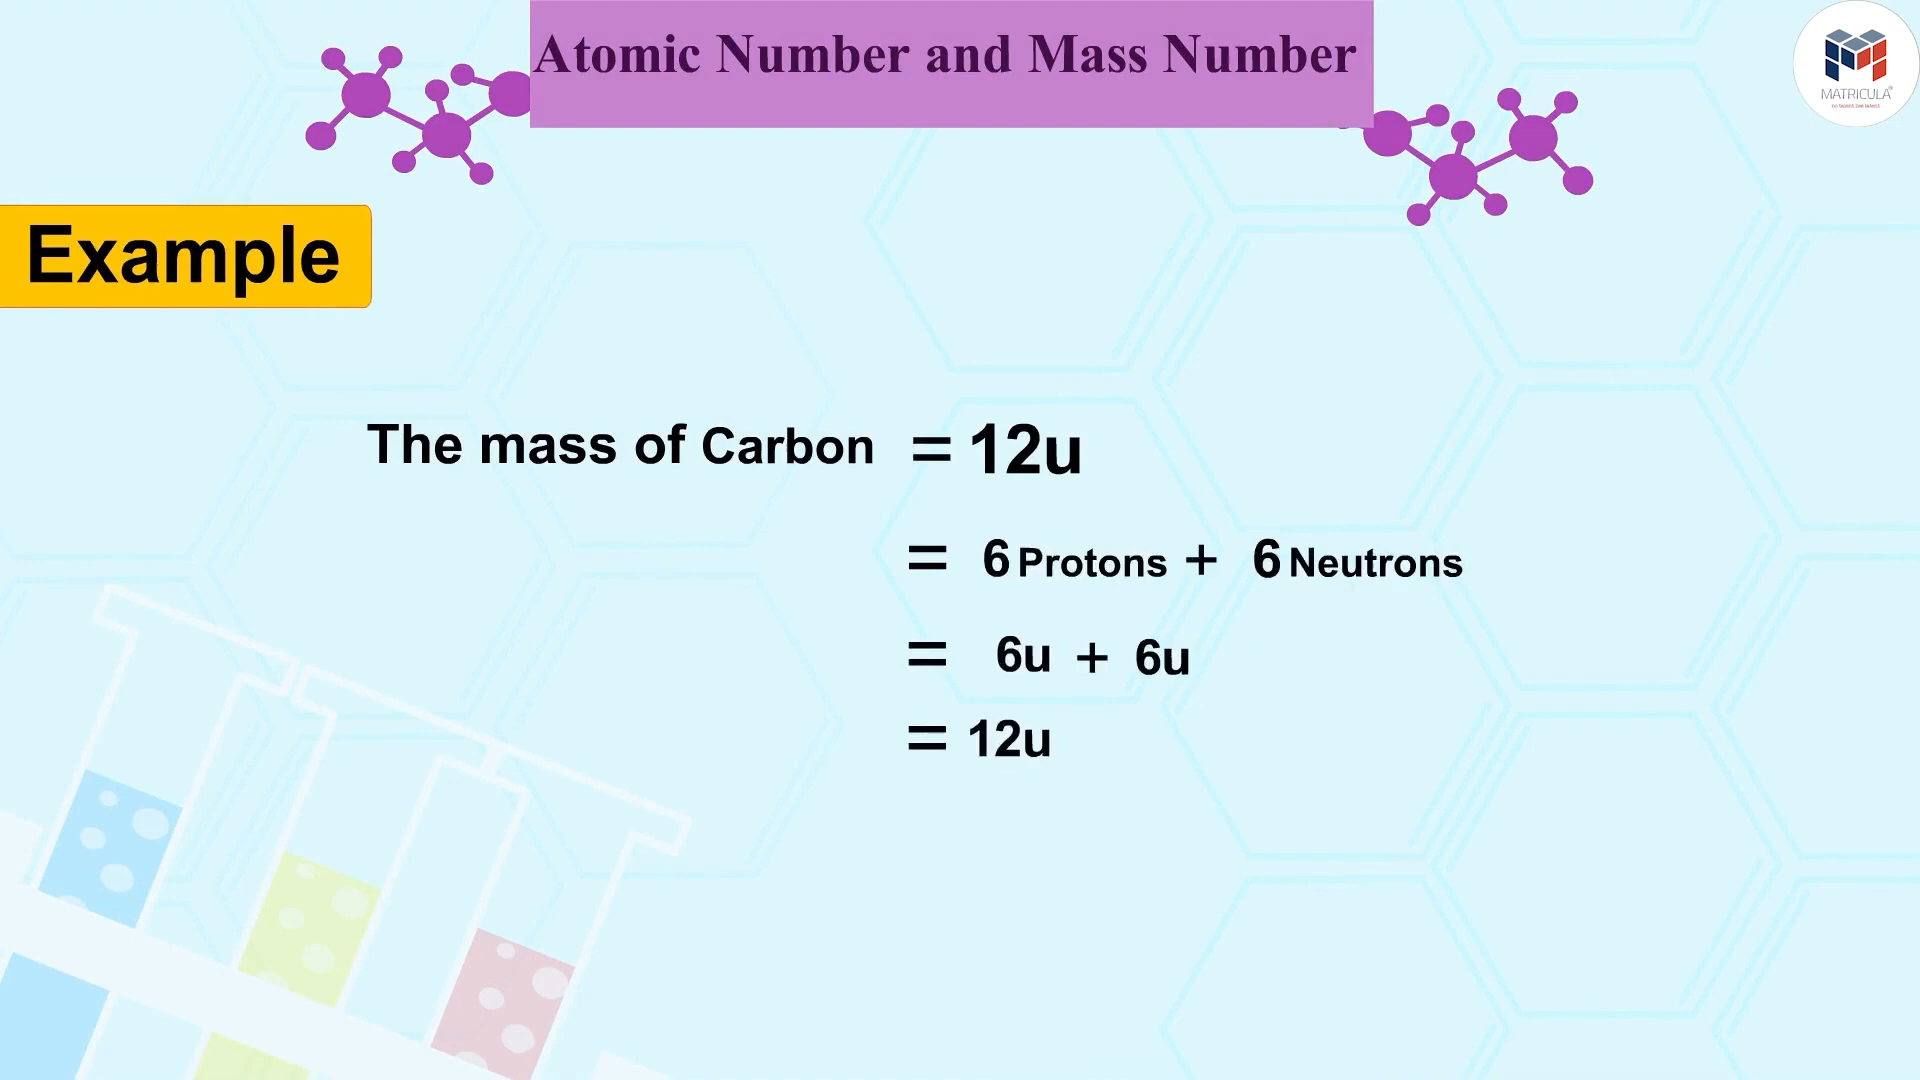 Atomic Number and Mass Number
MATRICULA®
Example
The mass of Carbon = 12u
= 6 Protons + 6 Neutrons
= 6u + 6u
= 12u